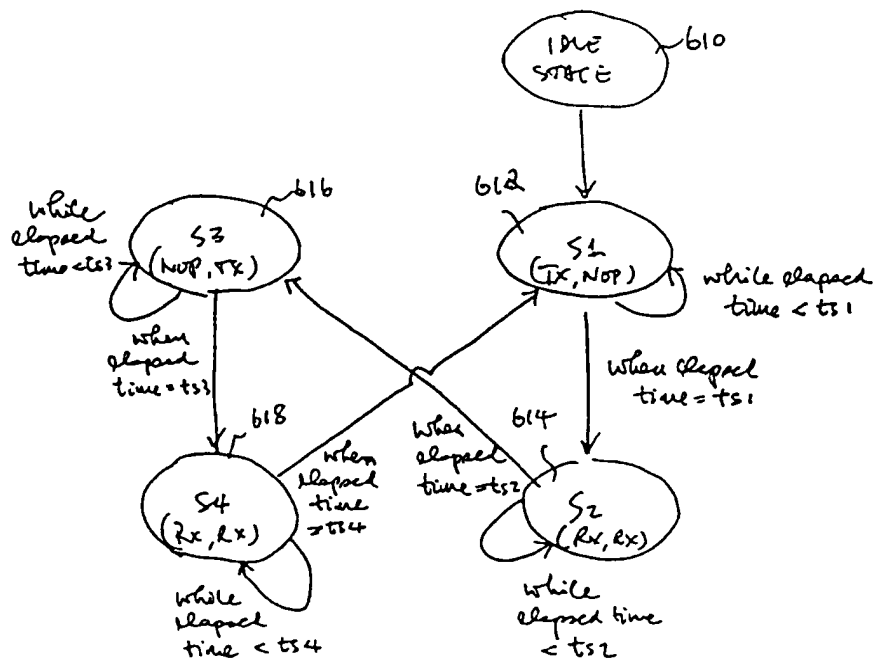 IDLE
STATE
610
616
612
while
elapsed
time < ts3
S3
(NOP, TX)
S1
(TX, NOP)
while elapsed
time < ts1
when
elapsed
time = ts3
when elapsed
time = ts1
618
614
when
elapsed
time = ts2
when
elapsed
time
= ts4
S4
(Rx, Rx)
S2
(Rx, Rx)
while
elapsed
time < ts4
while
elapsed time
< ts2